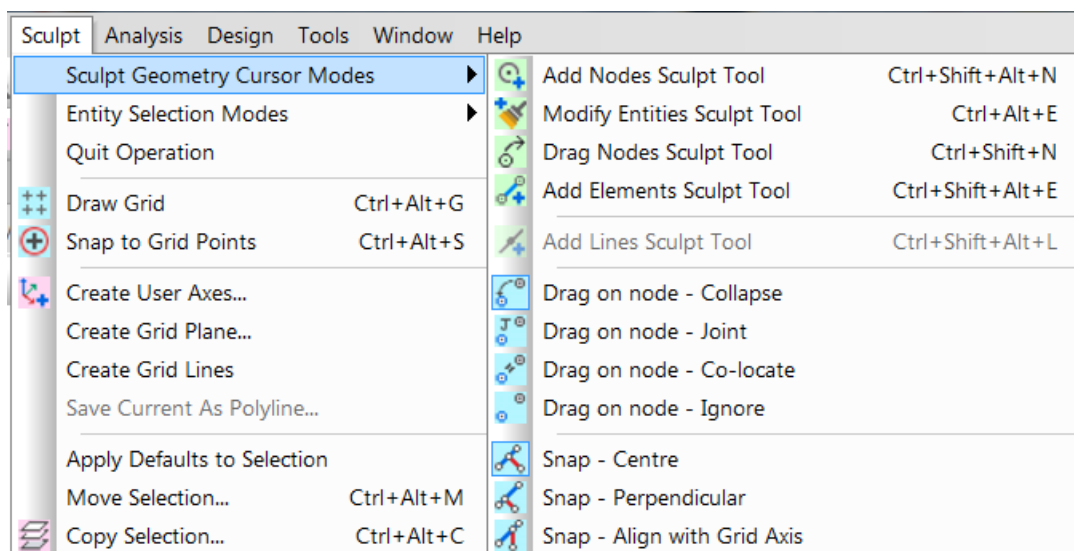 Sculpt Analysis Design Tools Window Help
Sculpt Geometry Cursor Modes
Entity Selection Modes
Quit Operation
Draw Grid Ctrl+Alt+G
Snap to Grid Points Ctrl+Alt+S
Create User Axes...
Create Grid Plane...
Create Grid Lines
Save Current As Polyline...
Apply Defaults to Selection
Move Selection... Ctrl+Alt+M
Copy Selection... Ctrl+Alt+C
Add Nodes Sculpt Tool Ctrl+Shift+Alt+N
Modify Entities Sculpt Tool Ctrl+Alt+E
Drag Nodes Sculpt Tool Ctrl+Shift+N
Add Elements Sculpt Tool Ctrl+Shift+Alt+E
Add Lines Sculpt Tool Ctrl+Shift+Alt+L
Drag on node - Collapse
Drag on node - Joint
Drag on node - Co-locate
Drag on node - Ignore
Snap - Centre
Snap - Perpendicular
Snap - Align with Grid Axis